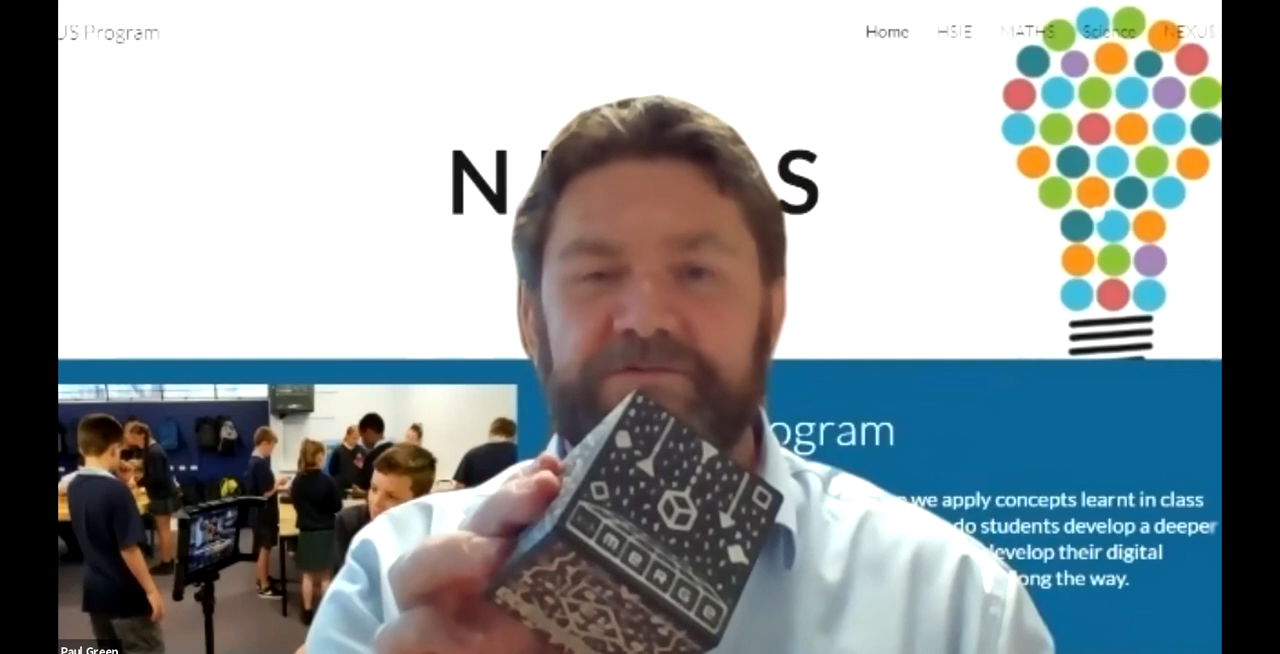 US Program
Home HSIE MATHS Science NEXUS
N S
ogram
we apply concepts learnt in class
do students develop a deeper
develop their digital
long the way.
MERGE
Paul Green